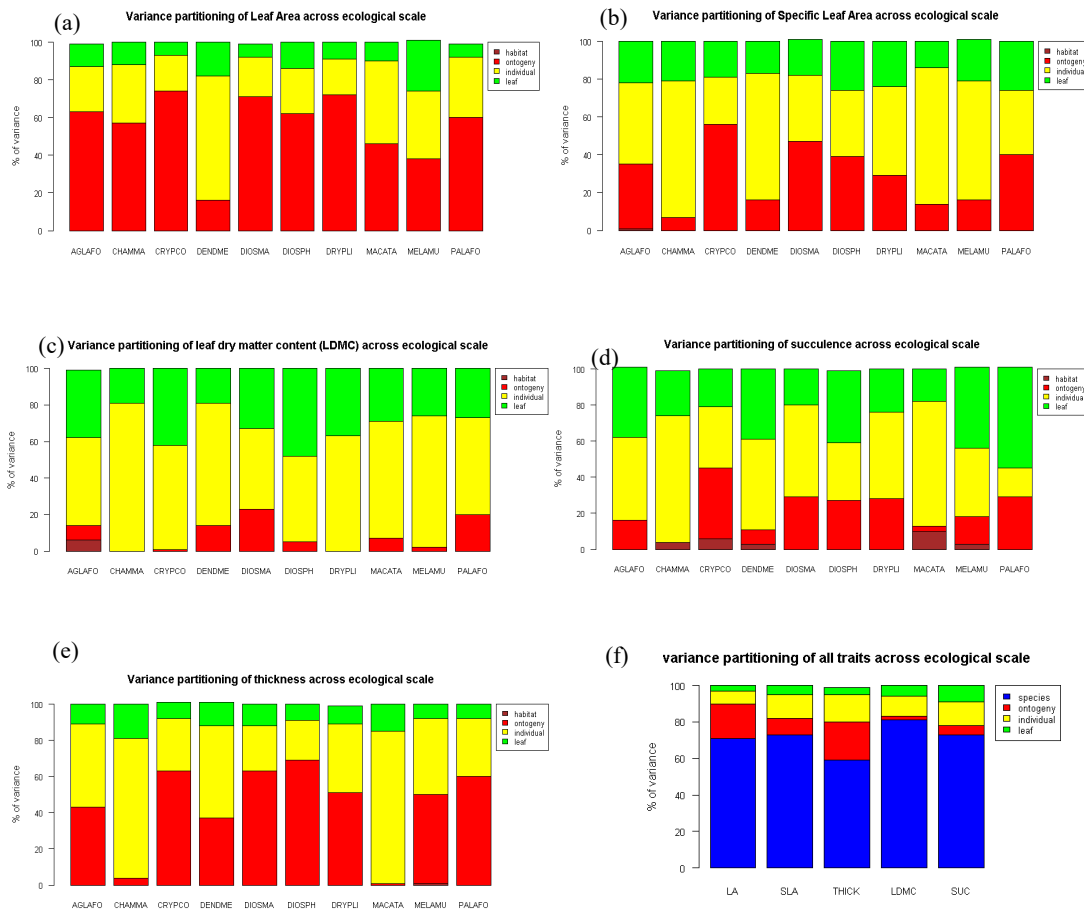 (a)
Variance partitioning of Leaf Area across ecological scale
% of variance
100
80
60
40
20
0
habitat
ontogeny
individual
leaf
AGLAFO CHAMMA CRYPCO DENDME DIOSMA DIOSPH DRYPLI MACATA MELAMU PALAFO
(b)
Variance partitioning of Specific Leaf Area across ecological scale
% of variance
100
80
60
40
20
0
habitat
ontogeny
individual
leaf
AGLAFO CHAMMA CRYPCO DENDME DIOSMA DIOSPH DRYPLI MACATA MELAMU PALAFO
(c)
Variance partitioning of leaf dry matter content (LDMC) across ecological scale
% of variance
100
80
60
40
20
0
habitat
ontogeny
individual
leaf
AGLAFO CHAMMA CRYPCO DENDME DIOSMA DIOSPH DRYPLI MACATA MELAMU PALAFO
(d)
Variance partitioning of succulence across ecological scale
% of variance
100
80
60
40
20
0
habitat
ontogeny
individual
leaf
AGLAFO CHAMMA CRYPCO DENDME DIOSMA DIOSPH DRYPLI MACATA MELAMU PALAFO
(e)
Variance partitioning of thickness across ecological scale
% of variance
100
80
60
40
20
0
habitat
ontogeny
individual
leaf
AGLAFO CHAMMA CRYPCO DENDME DIOSMA DIOSPH DRYPLI MACATA MELAMU PALAFO
(f)
variance partitioning of all traits across ecological scale
% of variance
100
80
60
40
20
0
species
ontogeny
individual
leaf
LA SLA THICK LDMC SUC